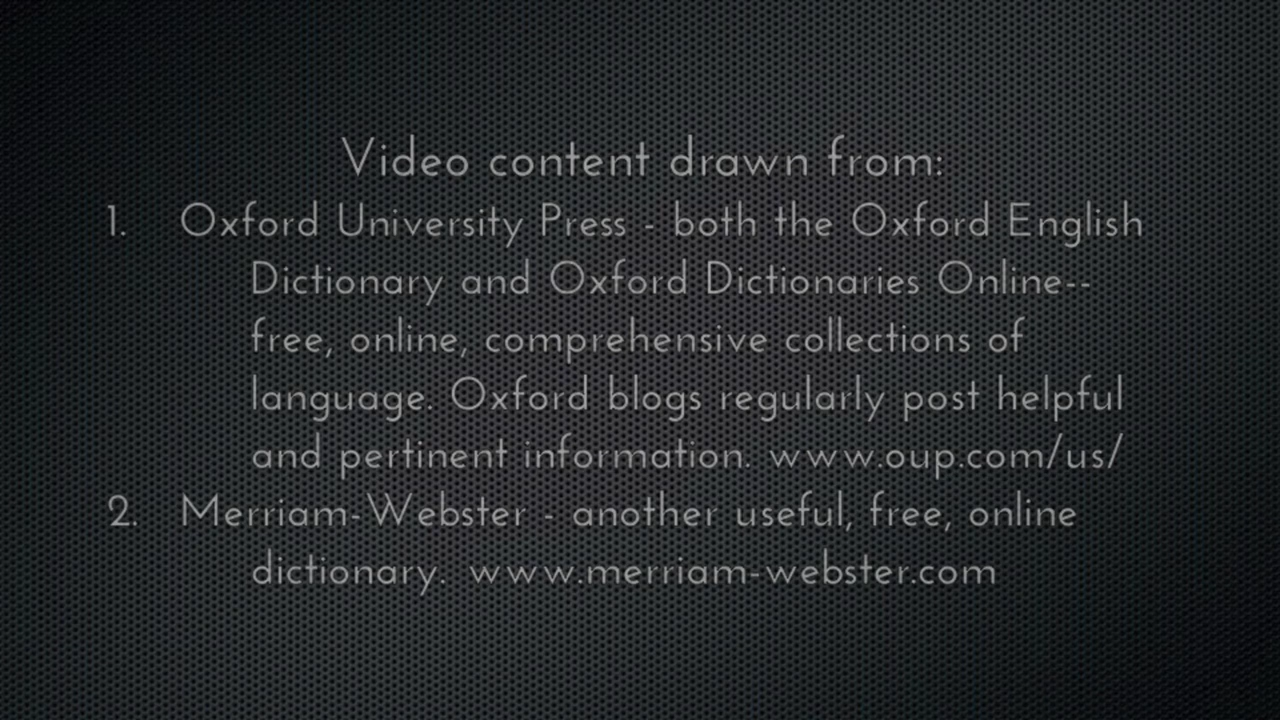 Video content drawn from:
1. Oxford University Press - both the Oxford English
Dictionary and Oxford Dictionaries Online--
free, online, comprehensive collections of
language. Oxford blogs regularly post helpful
and pertinent information. www.oup.com/us/
2. Merriam-Webster - another useful, free, online
dictionary. www.merriam-webster.com